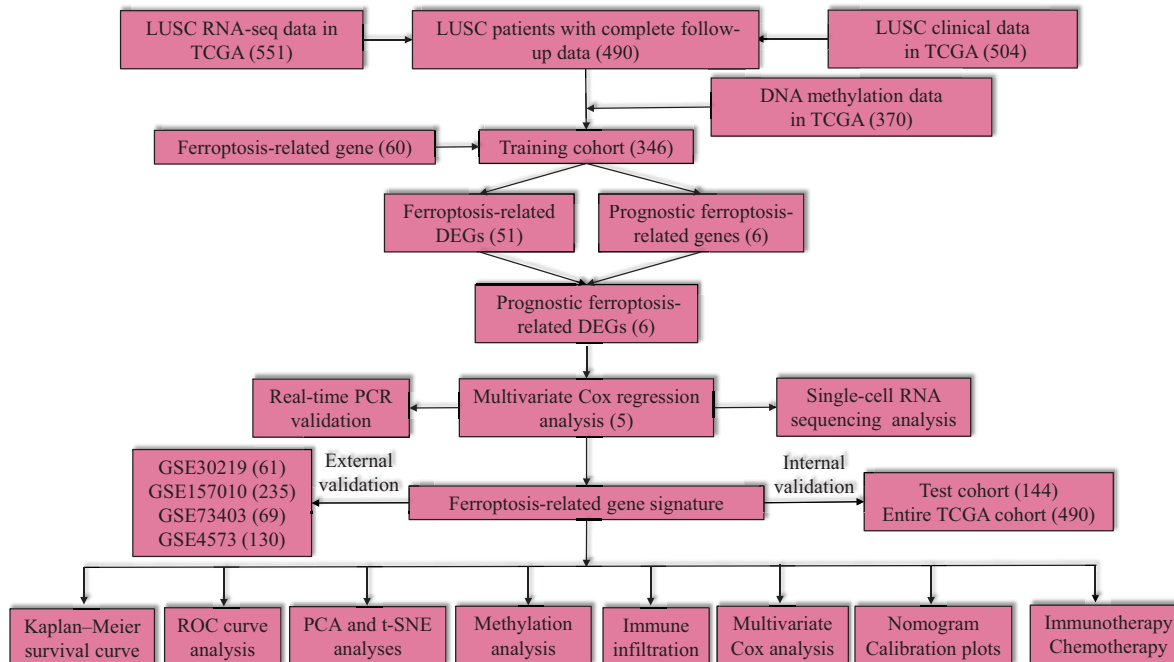 LUSC RNA-seq data in
TCGA (551)
LUSC patients with complete follow-
up data (490)
LUSC clinical data
in TCGA (504)
DNA methylation data
in TCGA (370)
Ferroptosis-related gene (60)
Training cohort (346)
Ferroptosis-related
DEGs (51)
Prognostic ferroptosis-
related genes (6)
Prognostic ferroptosis-
related DEGs (6)
Real-time PCR
validation
Multivariate Cox regression
analysis (5)
Single-cell RNA
sequencing analysis
GSE30219 (61)
GSE157010 (235)
GSE73403 (69)
GSE4573 (130)
External
validation
Ferroptosis-related gene signature
Internal
validation
Test cohort (144)
Entire TCGA cohort (490)
Kaplan–Meier
survival curve
ROC curve
analysis
PCA and t-SNE
analyses
Methylation
analysis
Immune
infiltration
Multivariate
Cox analysis
Nomogram
Calibration plots
Immunotherapy
Chemotherapy